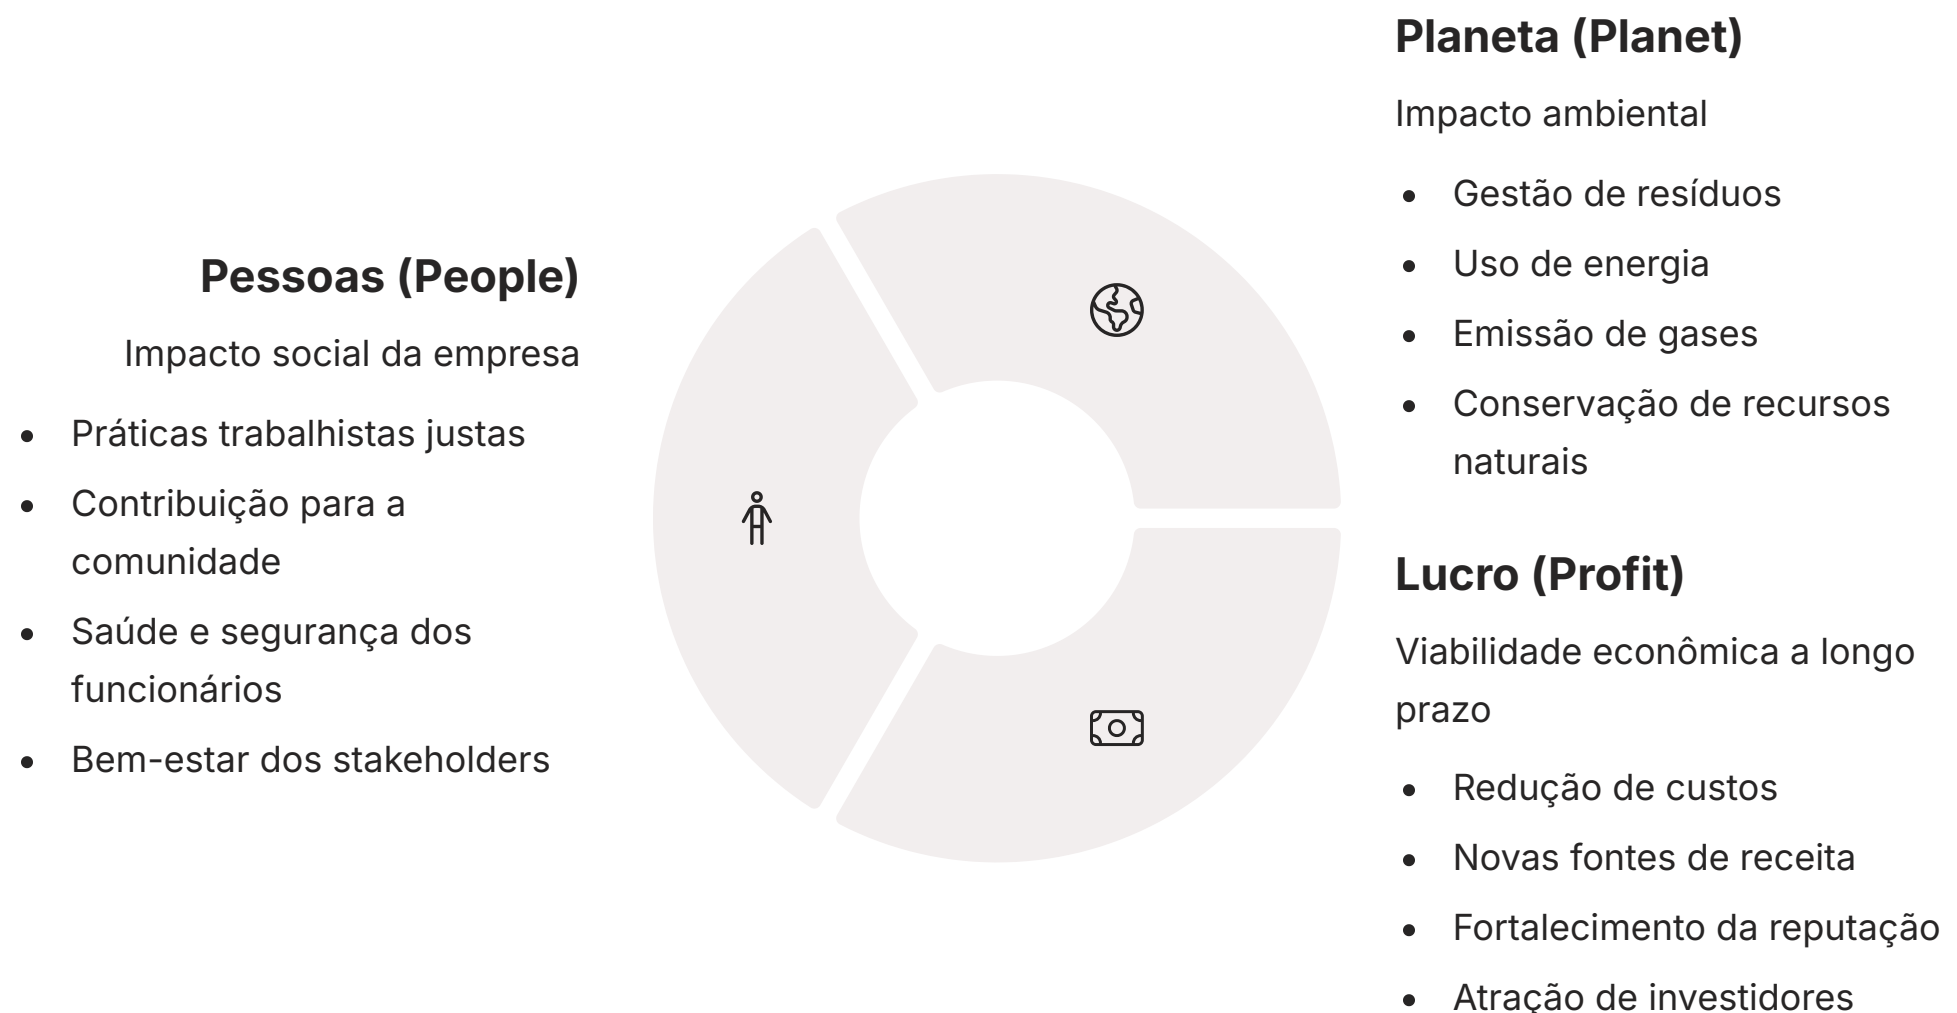 Pessoas (People)
Impacto social da empresa
Práticas trabalhistas justas
Contribuição para a
comunidade
Saúde e segurança dos
funcionários
Bem-estar dos stakeholders
Planeta (Planet)
Impacto ambiental
Gestão de resíduos
Uso de energia
Emissão de gases
Conservação de recursos
naturais
Lucro (Profit)
Viabilidade econômica a longo
prazo
Redução de custos
Novas fontes de receita
Fortalecimento da reputação
Atração de investidores